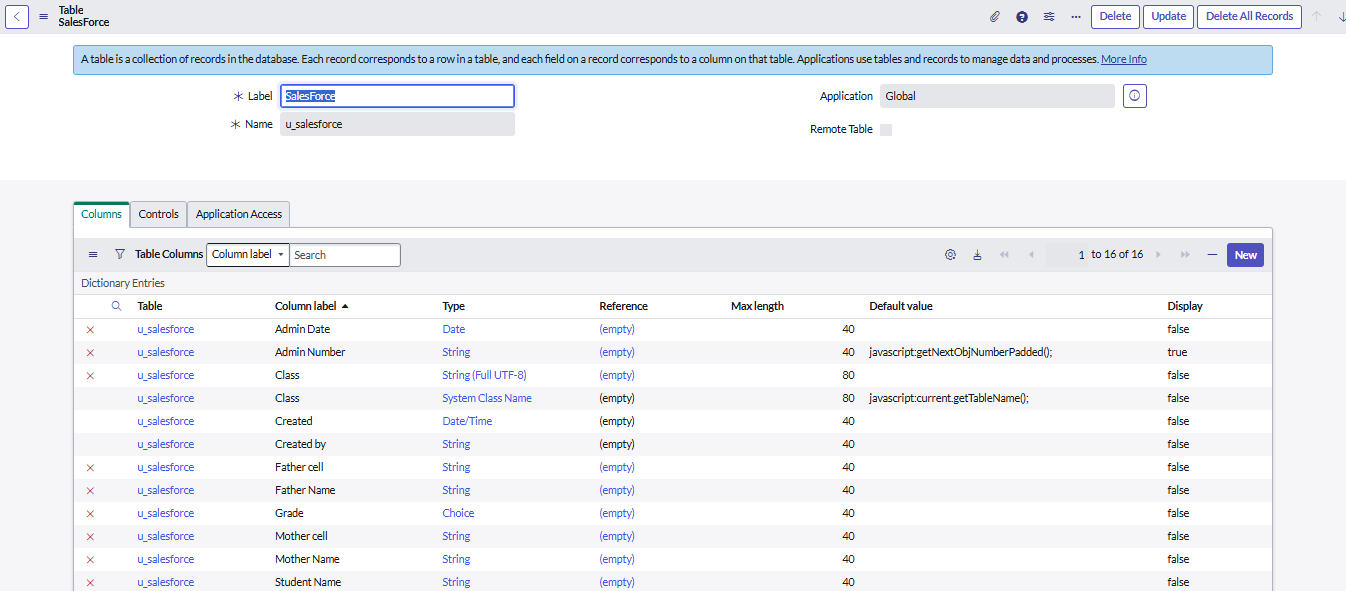 Table
SalesForce
Delete Update Delete All Records
A table is a collection of records in the database. Each record corresponds to a row in a table, and each field on a record corresponds to a column on that table. Applications use tables and records to manage data and processes. More Info
Label SalesForce Application Global
Name u_salesforce Remote Table
Columns Controls Application Access
Table Columns Column label Search 1 to 16 of 16 New
Dictionary Entries
Table Column label Type Reference Max length Default value Display
u_salesforce Admin Date Date (empty) 40 false
u_salesforce Admin Number String (empty) 40 javascript:getNextObjNumberPadded(); true
u_salesforce Class String (Full UTF-8) (empty) 80 false
u_salesforce Class System Class Name (empty) 80 javascript:current.getTableName(); false
u_salesforce Created Date/Time (empty) 40 false
u_salesforce Created by String (empty) 40 false
u_salesforce Father cell String (empty) 40 false
u_salesforce Father Name String (empty) 40 false
u_salesforce Grade Choice (empty) 40 false
u_salesforce Mother cell String (empty) 40 false
u_salesforce Mother Name String (empty) 40 false
u_salesforce Student Name String (empty) 40 false